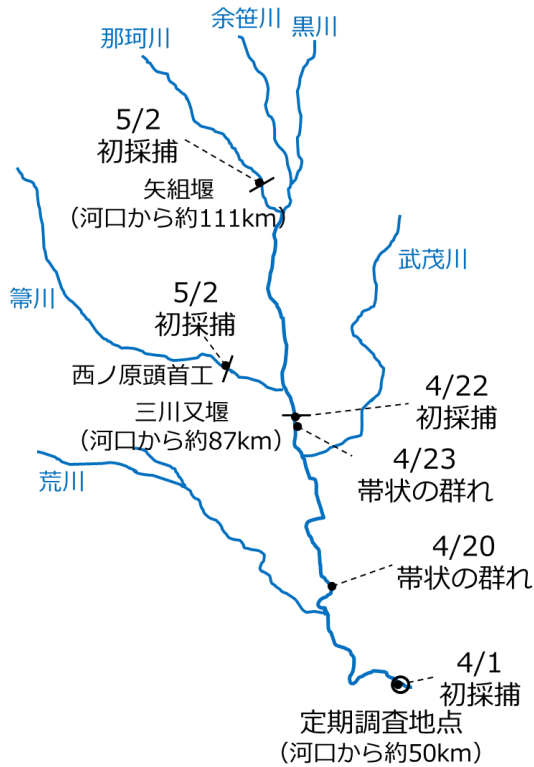 那珂川
余笹川
黒川
5/2
初採捕
矢組堰
（河口から約111km）
武茂川
箒川
5/2
初採捕
西ノ原頭首工
三川又堰
（河口から約87km）
4/22
初採捕
4/23
帯状の群れ
荒川
4/20
帯状の群れ
4/1
初採捕
定期調査地点
（河口から約50km）